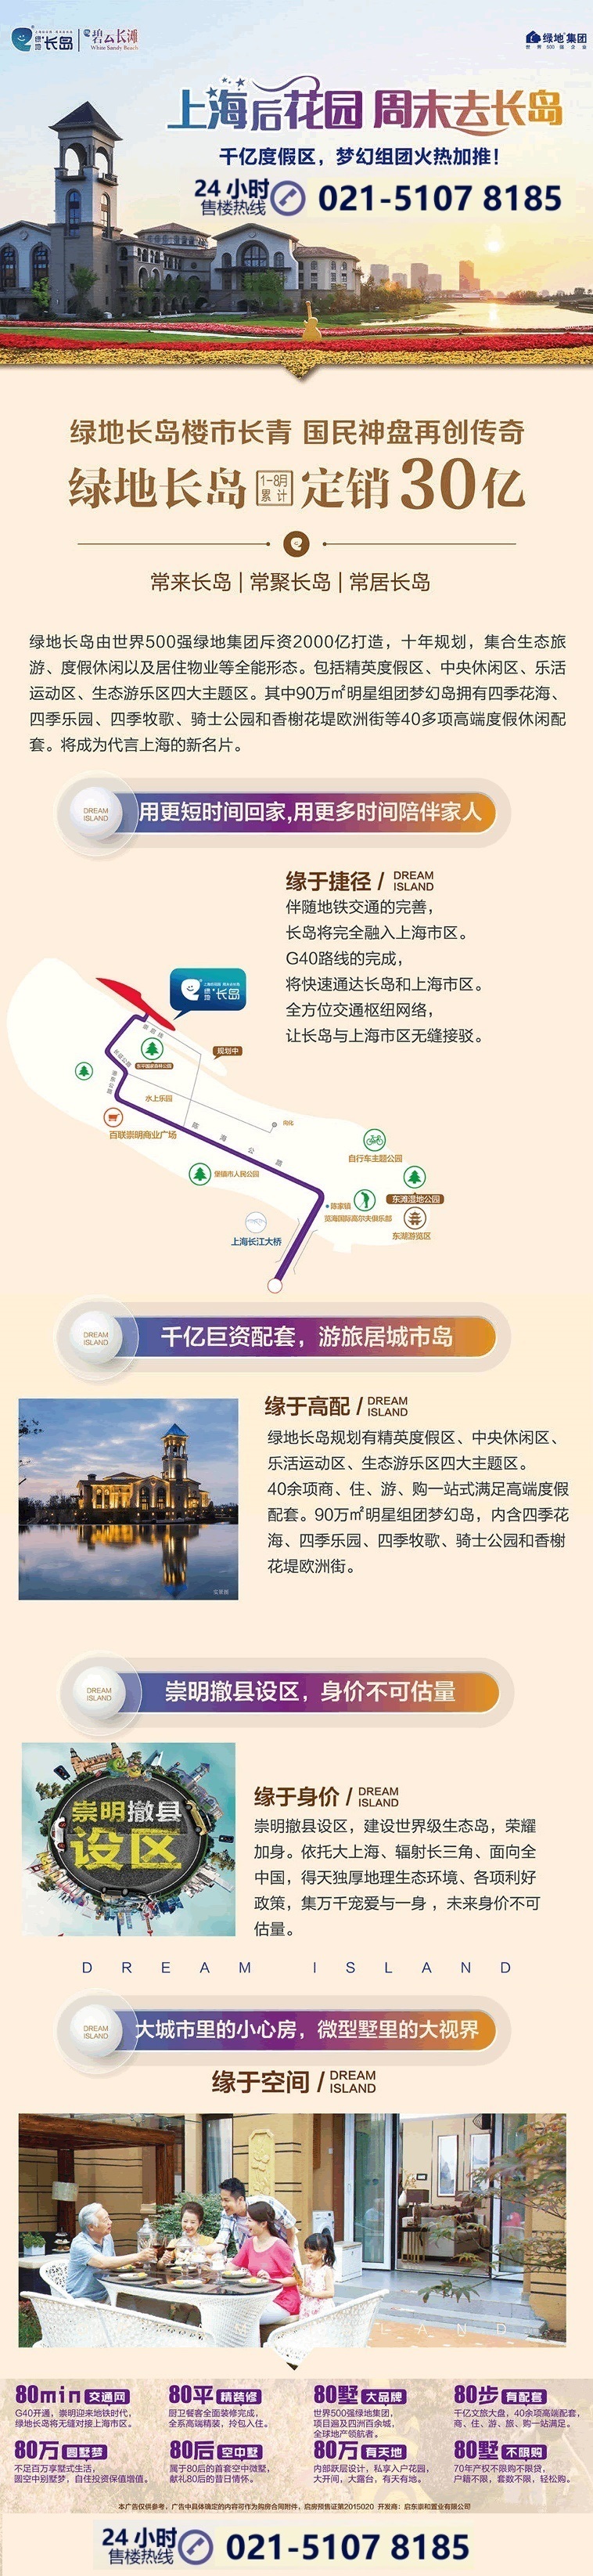 绿地长岛
碧云长滩
White Sandy Beach
绿地集团
世界500强企业
上海后花园 周末去长岛
千亿度假区，梦幻组团火热加推！
24小时
售楼热线
021-5107 8185
绿地长岛楼市长青 国民神盘再创传奇
绿地长岛 1-8月累计 定销30亿
常来长岛 | 常聚长岛 | 常居长岛
绿地长岛由世界500强绿地集团斥资2000亿打造，十年规划，集合生态旅
游、度假休闲以及居住物业等全能形态。包括精英度假区、中央休闲区、乐活
运动区、生态游乐区四大主题区。其中90万㎡明星组团梦幻岛拥有四季花海、
四季乐园、四季牧歌、骑士公园和香榭花堤欧洲街等40多项高端度假休闲配
套。将成为代言上海的新名片。
DREAM
ISLAND
用更短时间回家,用更多时间陪伴家人
缘于捷径 / DREAM
ISLAND
伴随地铁交通的完善，
长岛将完全融入上海市区。
G40路线的完成，
将快速通达长岛和上海市区。
全方位交通枢纽网络，
让长岛与上海市区无缝接驳。
绿地长岛
规划中
东平国家森林公园
水上乐园
百联崇明商业广场
陈海公路
向化
堡镇市人民公园
自行车主题公园
东滩湿地公园
陈家镇
览海国际高尔夫俱乐部
东湖游览区
上海长江大桥
DREAM
ISLAND
千亿巨资配套，游旅居城市岛
缘于高配 / DREAM
ISLAND
绿地长岛规划有精英度假区、中央休闲区、
乐活运动区、生态游乐区四大主题区。
40余项商、住、游、购一站式满足高端度假
配套。90万㎡明星组团梦幻岛，内含四季花
海、四季乐园、四季牧歌、骑士公园和香榭
花堤欧洲街。
实景图
DREAM
ISLAND
崇明撤县设区，身价不可估量
崇明撤县
设区
缘于身价 / DREAM
ISLAND
崇明撤县设区，建设世界级生态岛，荣耀
加身。依托大上海、辐射长三角、面向全
中国，得天独厚地理生态环境、各项利好
政策，集万千宠爱与一身，未来身价不可
估量。
DREAM ISLAND
DREAM
ISLAND
大城市里的小心房，微型墅里的大视界
缘于空间 / DREAM
ISLAND
80min 交通网
G40开通，崇明迎来地铁时代，
绿地长岛将无缝对接上海市区。
80平 精装修
厨卫餐客全面装修完成，
全系高端精装，拎包入住。
80墅 大品牌
世界500强绿地集团，
项目遍及四洲百余城，
全球地产领航者。
80步 有配套
千亿文旅大盘，40余项高端配套，
商、住、游、旅、购一站满足。
80万 圆墅梦
不足百万享墅式生活，
圆空中别墅梦，自住投资保值增值。
80后 空中墅
属于80后的首套空中微墅，
献礼80后的昔日情怀。
80万 有天地
内部跃层设计，私享入户花园，
大开间，大露台，有天有地。
80墅 不限购
70年产权不限购不限贷，
户籍不限，套数不限，轻松购。
本广告仅供参考，广告中具体确定的内容可作为购房合同附件，启房预售证第2015020 开发商：启东崇和置业有限公司
24小时
售楼热线
021-5107 8185